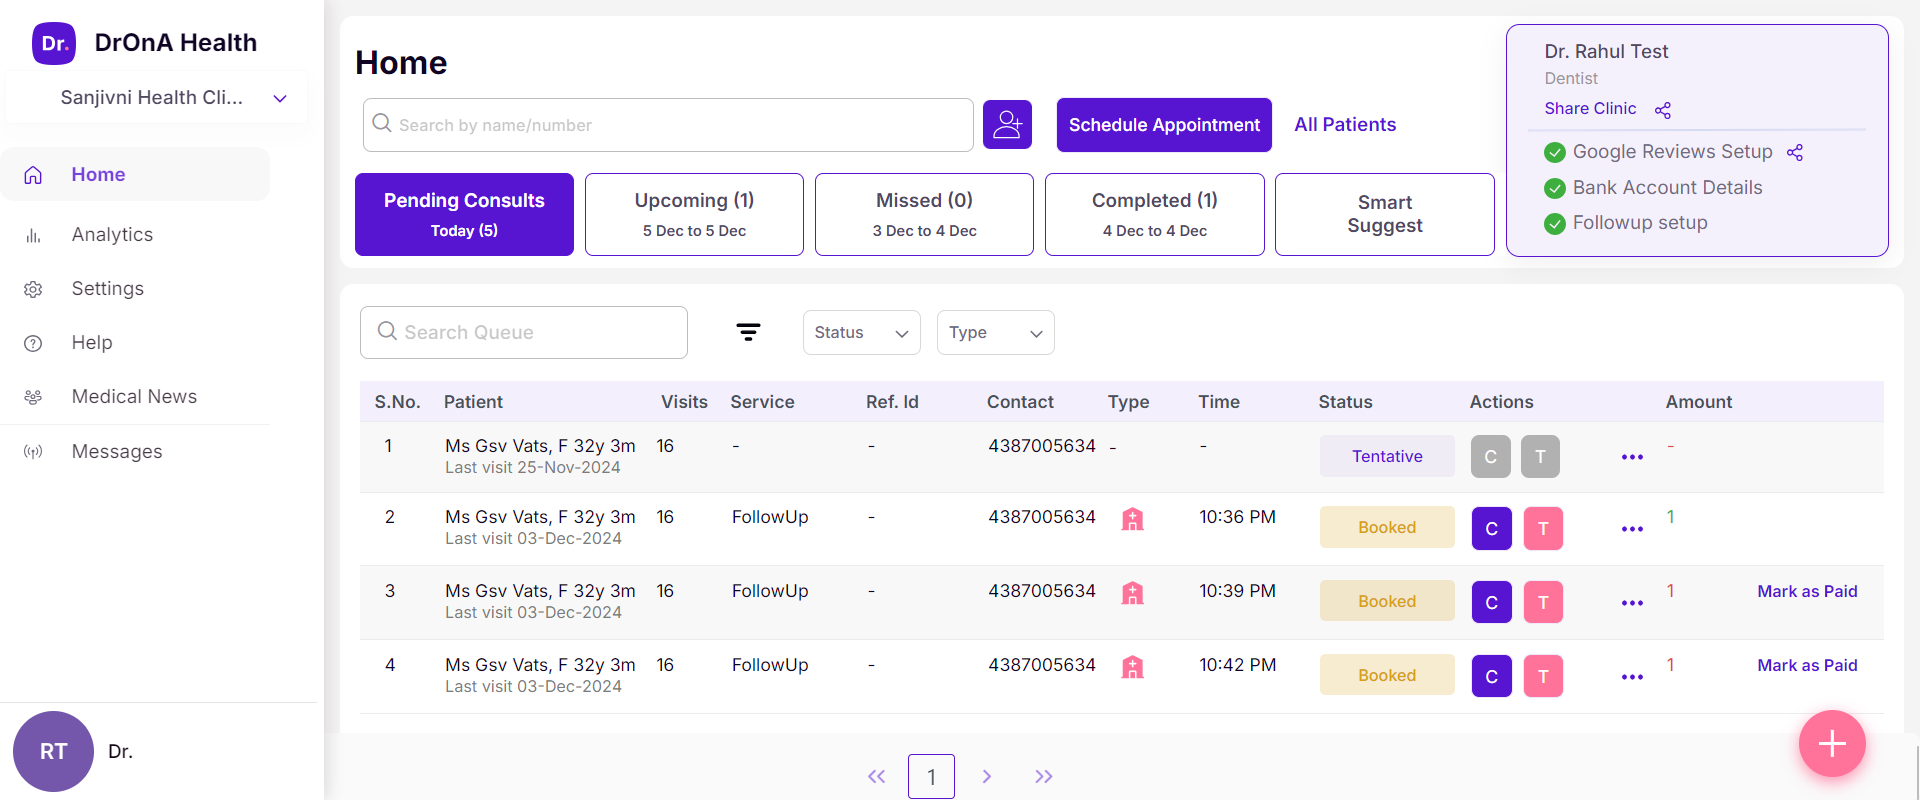 Dr. DrOnA Health
Sanjivni Health Cli...
Home
Analytics
Settings
Help
Medical News
Messages
RT Dr.
Home
Search by name/number
Schedule Appointment
All Patients
Pending Consults
Today (5)
Upcoming (1)
5 Dec to 5 Dec
Missed (0)
3 Dec to 4 Dec
Completed (1)
4 Dec to 4 Dec
Smart
Suggest
Dr. Rahul Test
Dentist
Share Clinic
Google Reviews Setup
Bank Account Details
Followup setup
Search Queue
Status
Type
S.No. Patient Visits Service Ref. Id Contact Type Time Status Actions Amount
1 Ms Gsv Vats, F 32y 3m 16 - - 4387005634 - - Tentative C T ••• -
Last visit 25-Nov-2024
2 Ms Gsv Vats, F 32y 3m 16 FollowUp - 4387005634 10:36 PM Booked C T ••• 1
Last visit 03-Dec-2024
3 Ms Gsv Vats, F 32y 3m 16 FollowUp - 4387005634 10:39 PM Booked C T ••• 1 Mark as Paid
Last visit 03-Dec-2024
4 Ms Gsv Vats, F 32y 3m 16 FollowUp - 4387005634 10:42 PM Booked C T ••• 1 Mark as Paid
Last visit 03-Dec-2024
1